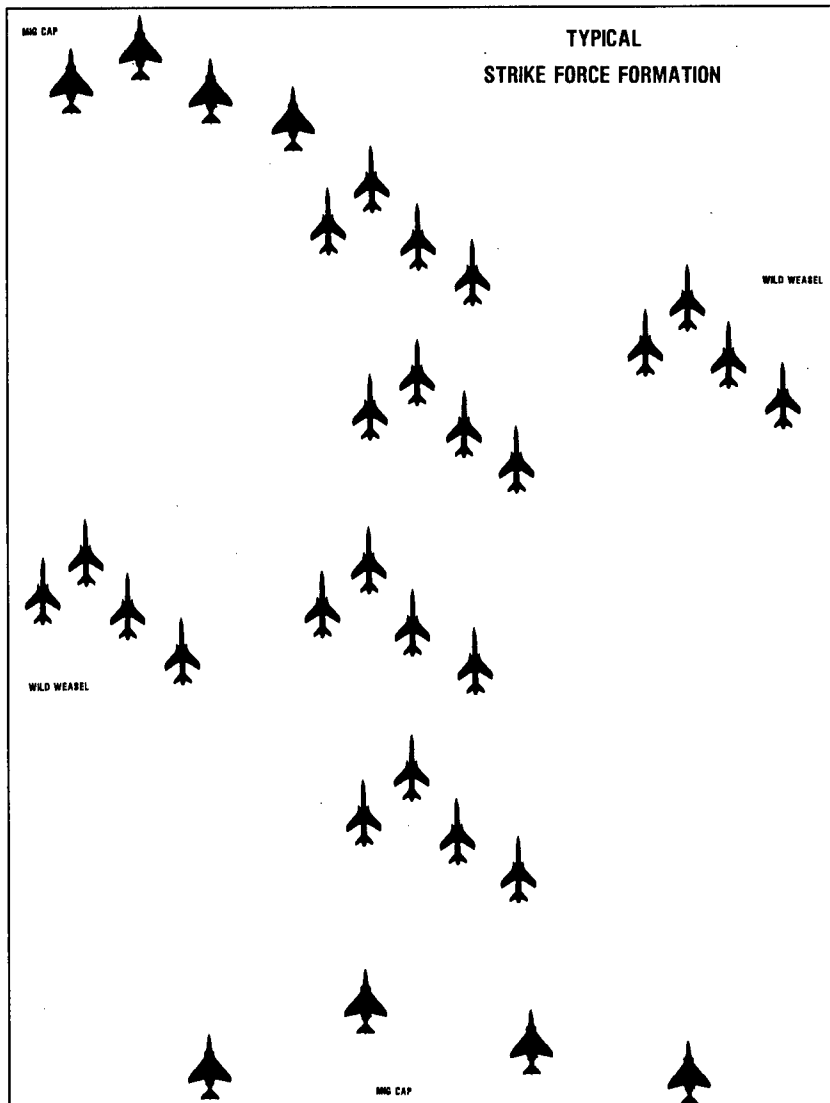 MIG CAP
TYPICAL
STRIKE FORCE FORMATION
WILD WEASEL
WILD WEASEL
MIG CAP